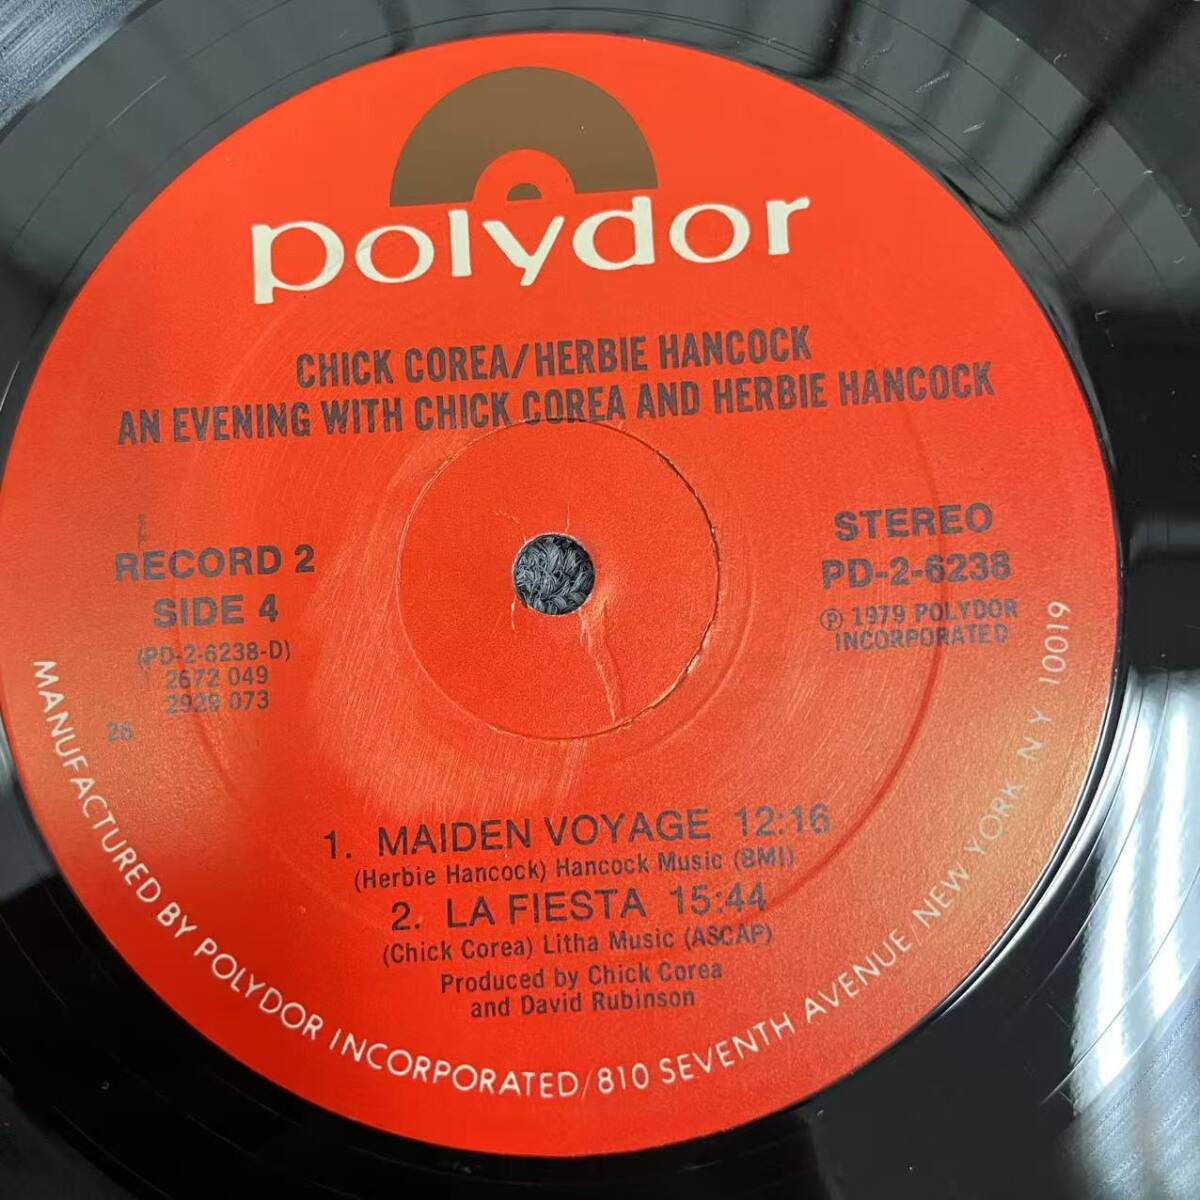 polydor
CHICK COREA/HERBIE HANCOCK
AN EVENING WITH CHICK COREA AND HERBIE HANCOCK
RECORD 2
SIDE 4
(PD-2-6238-D)
2672 049
2929 073
26
STEREO
PD-2-6238
℗ 1979 POLYDOR
INCORPORATED
1. MAIDEN VOYAGE 12:16
(Herbie Hancock) Hancock Music (BMI)
2. LA FIESTA 15:44
(Chick Corea) Litha Music (ASCAP)
Produced by Chick Corea
and David Rubinson
MANUFACTURED BY POLYDOR INCORPORATED/810 SEVENTH AVENUE/NEW YORK N Y 10019